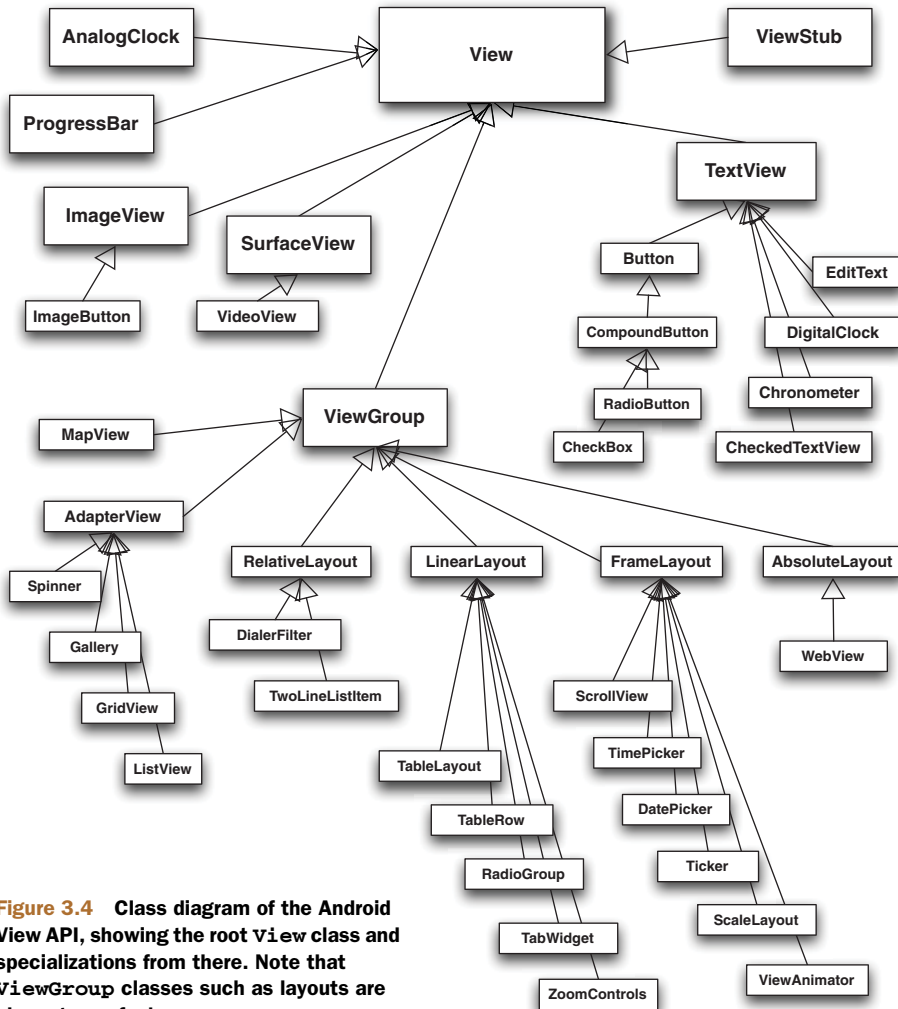 AnalogClock
View
ViewStub
ProgressBar
TextView
ImageView
SurfaceView
Button
EditText
ImageButton
VideoView
CompoundButton
DigitalClock
Chronometer
RadioButton
ViewGroup
MapView
CheckBox
CheckedTextView
AdapterView
RelativeLayout
LinearLayout
FrameLayout
AbsoluteLayout
Spinner
DialerFilter
Gallery
WebView
TwoLineListItem
ScrollView
GridView
TimePicker
ListView
TableLayout
DatePicker
TableRow
Ticker
RadioGroup
ScaleLayout
TabWidget
ViewAnimator
ZoomControls
Figure 3.4 Class diagram of the Android
View API, showing the root View class and
specializations from there. Note that
ViewGroup classes such as layouts are